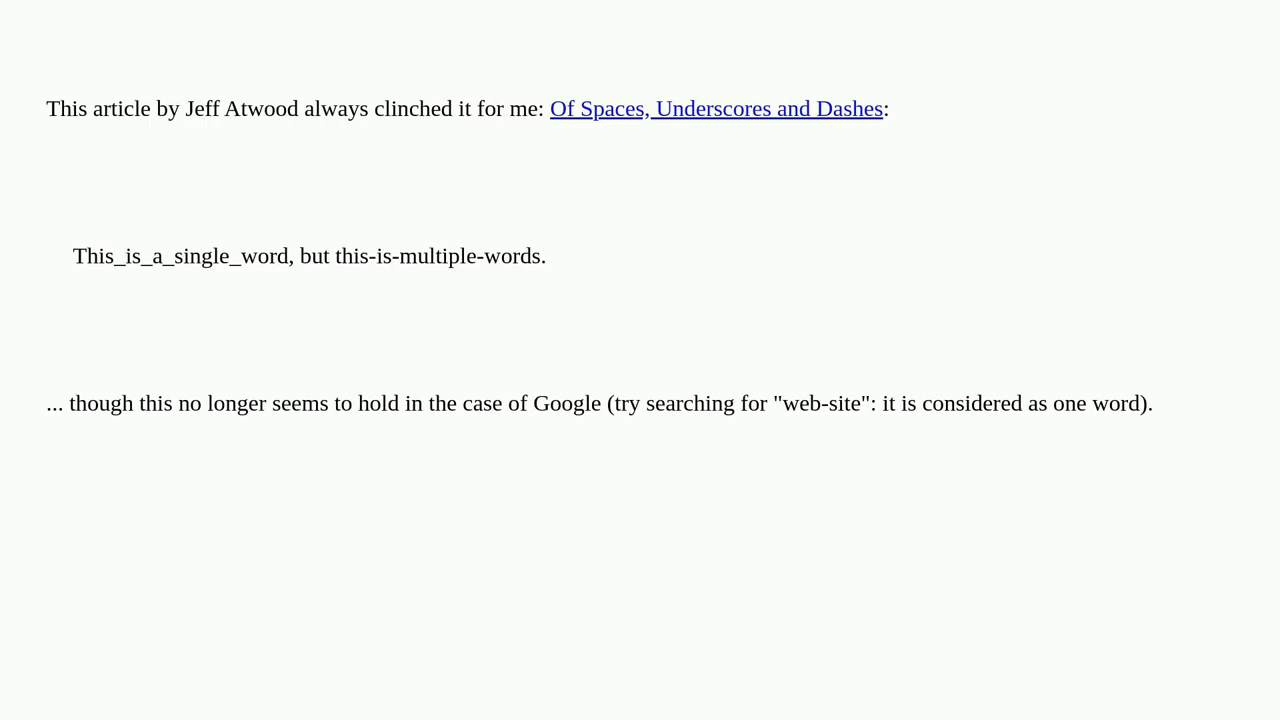 This article by Jeff Atwood always clinched it for me: Of Spaces, Underscores and Dashes:
This_is_a_single_word, but this-is-multiple-words.
... though this no longer seems to hold in the case of Google (try searching for "web-site": it is considered as one word).